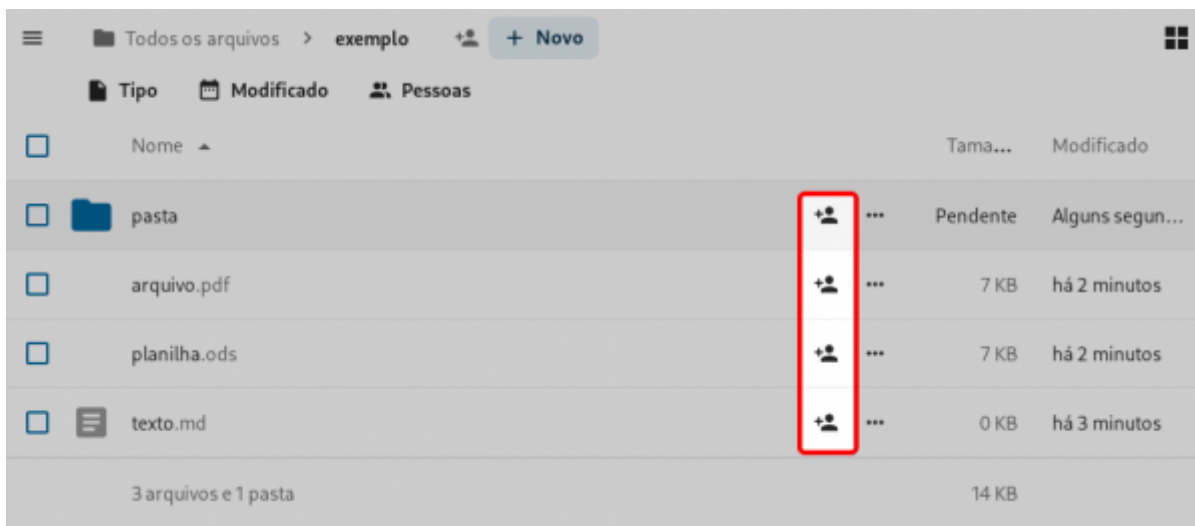 Todos os arquivos > exemplo + Novo
Tipo Modificado Pessoas
Nome Tama... Modificado
pasta ... Pendente Alguns segun...
arquivo.pdf ... 7 KB há 2 minutos
planilha.ods ... 7 KB há 2 minutos
texto.md ... 0 KB há 3 minutos
3 arquivos e 1 pasta 14 KB